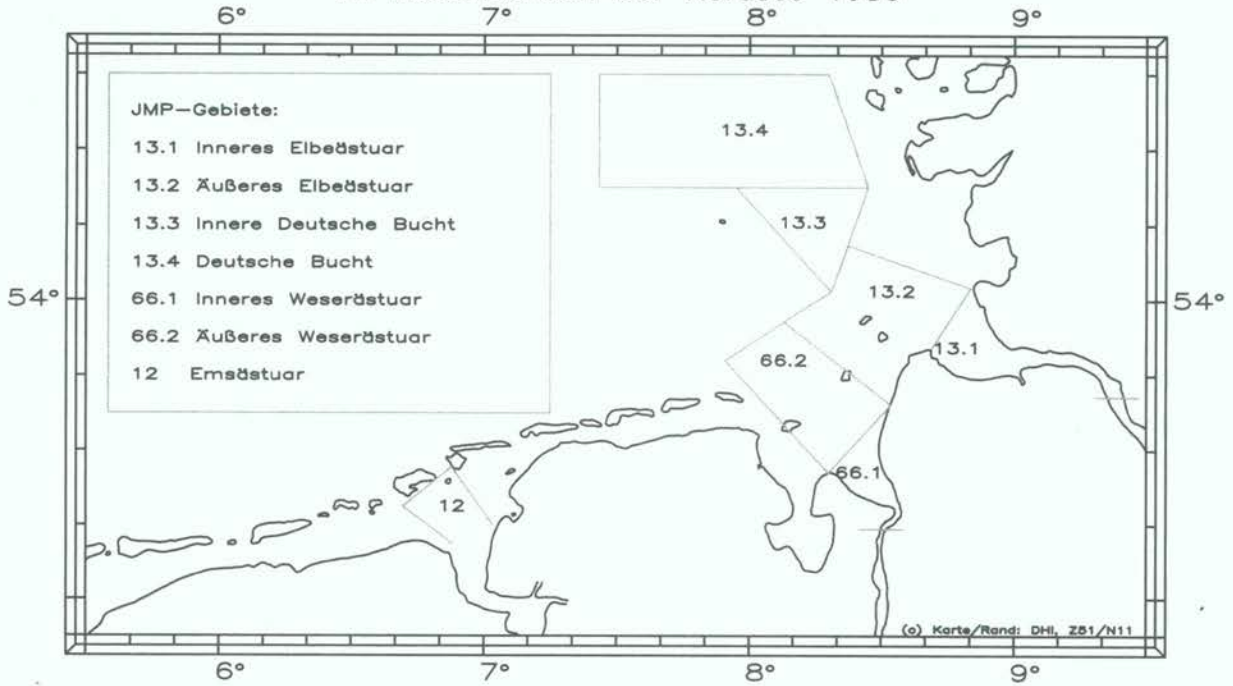 6° 7° 8° 9°
JMP-Gebiete:
13.1 Inneres Elbeästuar
13.2 Äußeres Elbeästuar
13.3 Innere Deutsche Bucht
13.4 Deutsche Bucht
66.1 Inneres Weserästuar
66.2 Äußeres Weserästuar
12 Emsästuar
13.4
13.3
13.2
54° 54°
13.1
66.2
66.1
12
(c) Karte/Rand: DHI, Z51/N11
6° 7° 8° 9°